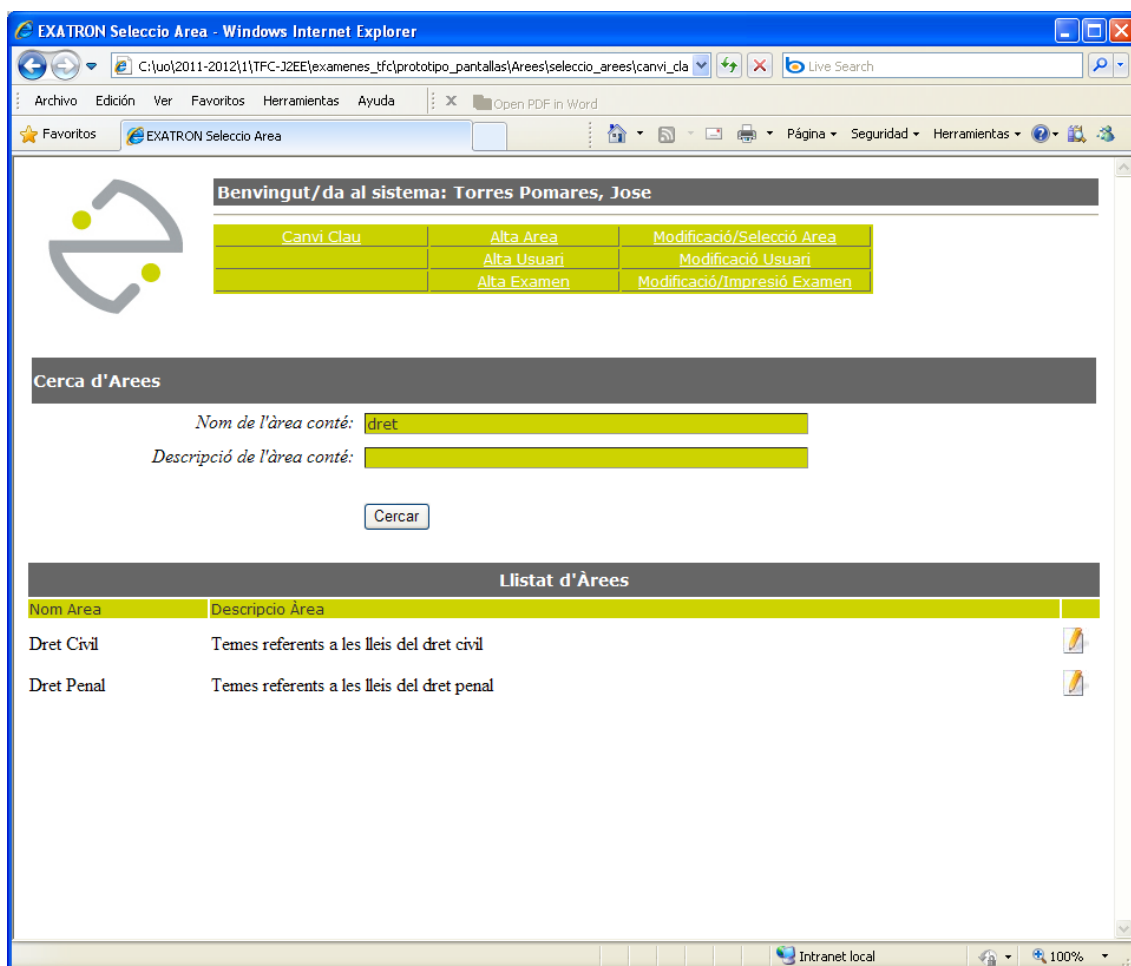 EXATRON Seleccio Area - Windows Internet Explorer
C:\uo\2011-2012\1\TFC-J2EE\examenes_tfc\prototipo_pantallas\Arees\seleccio_arees\canvi_cla Live Search
Archivo Edición Ver Favoritos Herramientas Ayuda X Open PDF in Word
Favoritos EXATRON Seleccio Area Página Seguridad Herramientas
Benvingut/da al sistema: Torres Pomares, Jose
Canvi Clau Alta Area Modificació/Selecció Area
Alta Usuari Modificació Usuari
Alta Examen Modificació/Impresió Examen
Cerca d'Arees
Nom de l'àrea conté: dret
Descripció de l'àrea conté:
Cercar
Llistat d'Àrees
Nom Area Descripcio Àrea
Dret Civil Temes referents a les lleis del dret civil
Dret Penal Temes referents a les lleis del dret penal
Intranet local 100%